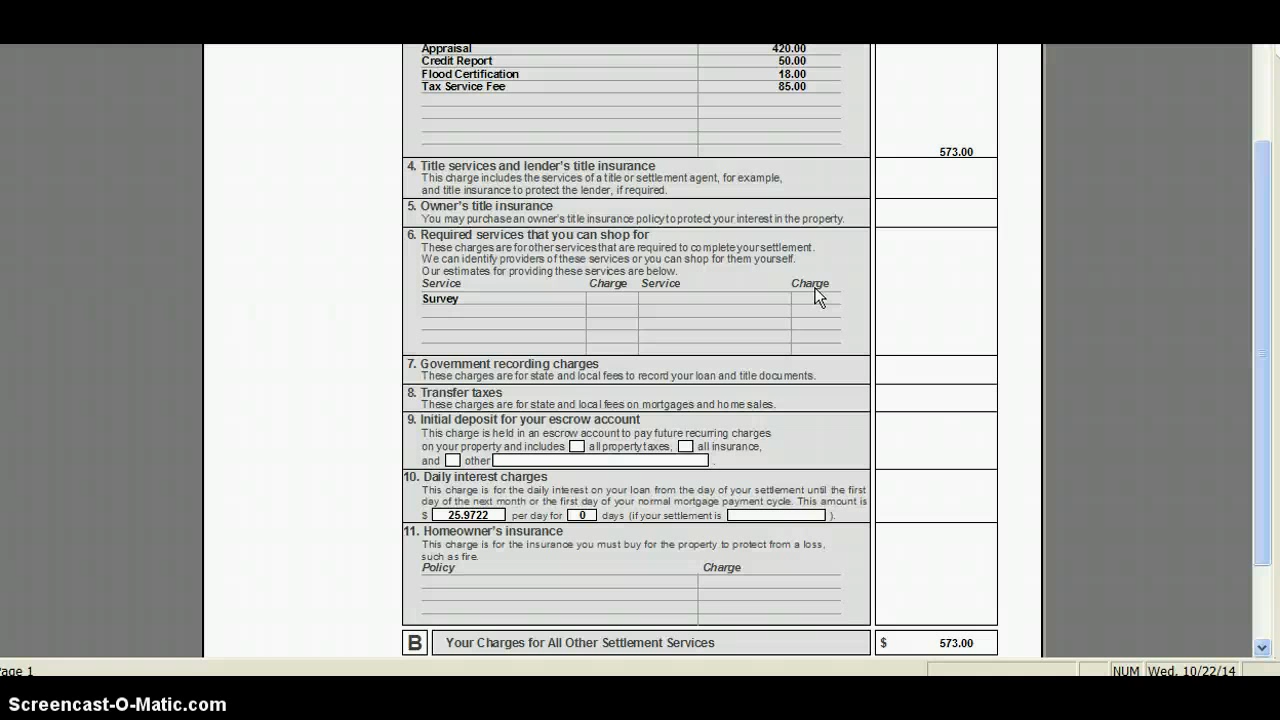 Appraisal 420.00
Credit Report 50.00
Flood Certification 18.00
Tax Service Fee 85.00
573.00
4. Title services and lender's title insurance
This charge includes the services of a title or settlement agent, for example,
and title insurance to protect the lender, if required.
5. Owner's title insurance
You may purchase an owner's title insurance policy to protect your interest in the property.
6. Required services that you can shop for
These charges are for other services that are required to complete your settlement.
We can identify providers of these services or you can shop for them yourself.
Our estimates for providing these services are below.
Service Charge Service Charge
Survey
7. Government recording charges
These charges are for state and local fees to record your loan and title documents.
8. Transfer taxes
These charges are for state and local fees on mortgages and home sales.
9. Initial deposit for your escrow account
This charge is held in an escrow account to pay future recurring charges
on your property and includes all property taxes, all insurance,
and other .
10. Daily interest charges
This charge is for the daily interest on your loan from the day of your settlement until the first
day of the next month or the first day of your normal mortgage payment cycle. This amount is
$ 25.9722 per day for 0 days (if your settlement is ).
11. Homeowner's insurance
This charge is for the insurance you must buy for the property to protect from a loss,
such as fire.
Policy Charge
B Your Charges for All Other Settlement Services $ 573.00
age 1 NUM Wed, 10/22/14
Screencast-O-Matic.com